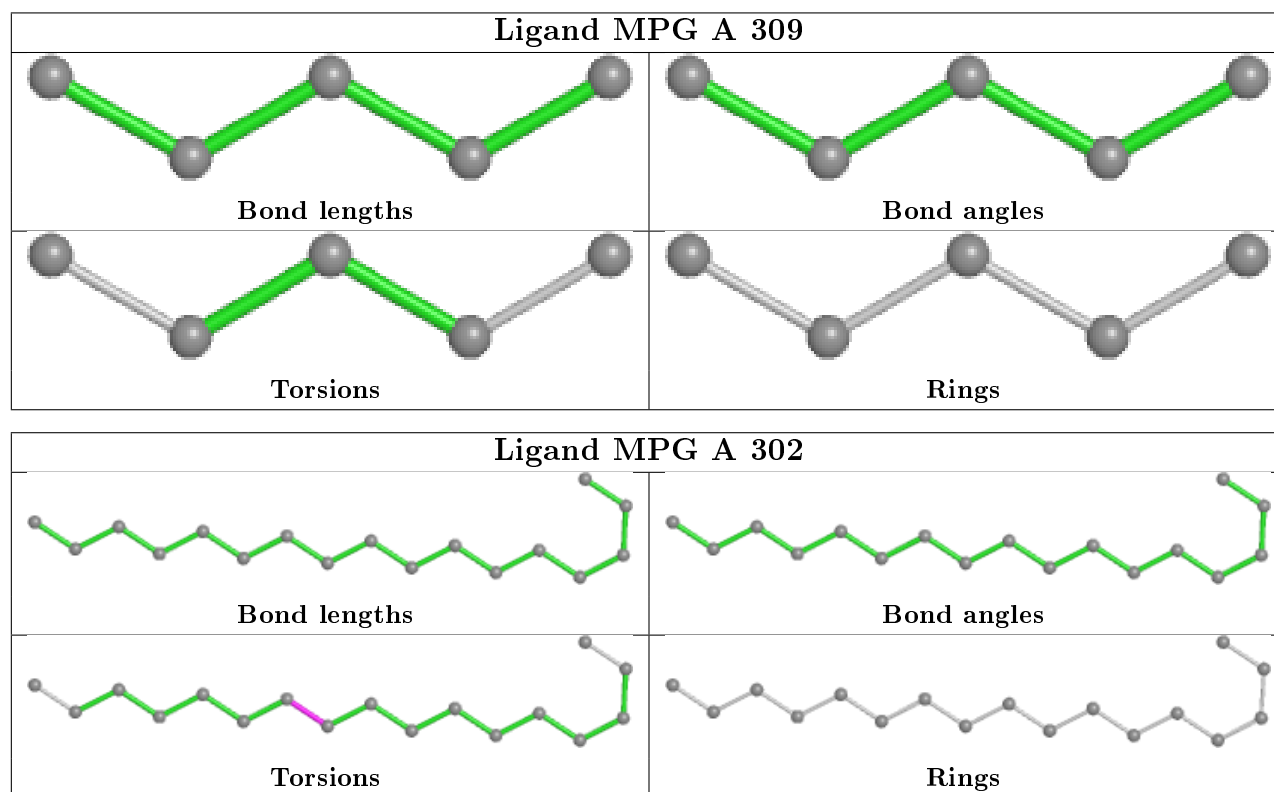 Ligand MPG A 309
Bond lengths
Bond angles
Torsions
Rings
Ligand MPG A 302
Bond lengths
Bond angles
Torsions
Rings